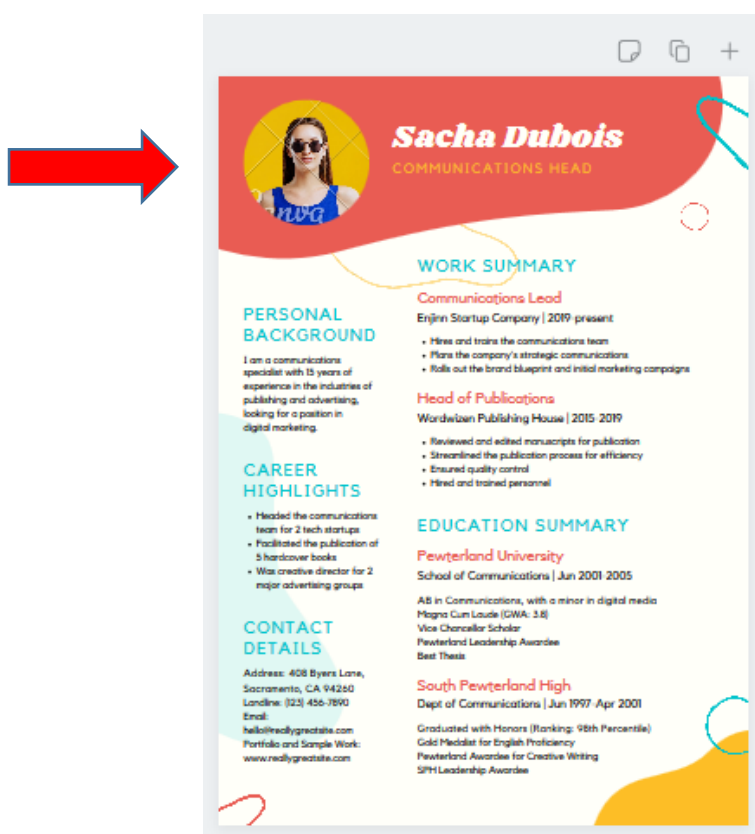 Sacha Dubois
COMMUNICATIONS HEAD
Canva
PERSONAL
BACKGROUND
I am a communications
specialist with 15 years of
experience in the industries of
publishing and advertising,
looking for a position in
digital marketing.
CAREER
HIGHLIGHTS
• Headed the communications
team for 2 tech startups
• Facilitated the publication of
5 hardcover books
• Was creative director for 2
major advertising groups
CONTACT
DETAILS
Address: 408 Byers Lane,
Sacramento, CA 94260
Landline: (123) 456-7890
Email:
hello@reallygreatsite.com
Portfolio and Sample Work:
www.reallygreatsite.com
WORK SUMMARY
Communications Lead
Enjinn Startup Company | 2019-present
• Hires and trains the communications team
• Plans the company's strategic communications
• Rolls out the brand blueprint and initial marketing campaigns
Head of Publications
Wordwizen Publishing House | 2015-2019
• Reviewed and edited manuscripts for publication
• Streamlined the publication process for efficiency
• Ensured quality control
• Hired and trained personnel
EDUCATION SUMMARY
Pewterland University
School of Communications | Jun 2001-2005
AB in Communications, with a minor in digital media
Magna Cum Laude (GWA: 3.8)
Vice Chancellor Scholar
Pewterland Leadership Awardee
Best Thesis
South Pewterland High
Dept of Communications | Jun 1997-Apr 2001
Graduated with Honors (Ranking: 98th Percentile)
Gold Medalist for English Proficiency
Pewterland Awardee for Creative Writing
SPH Leadership Awardee